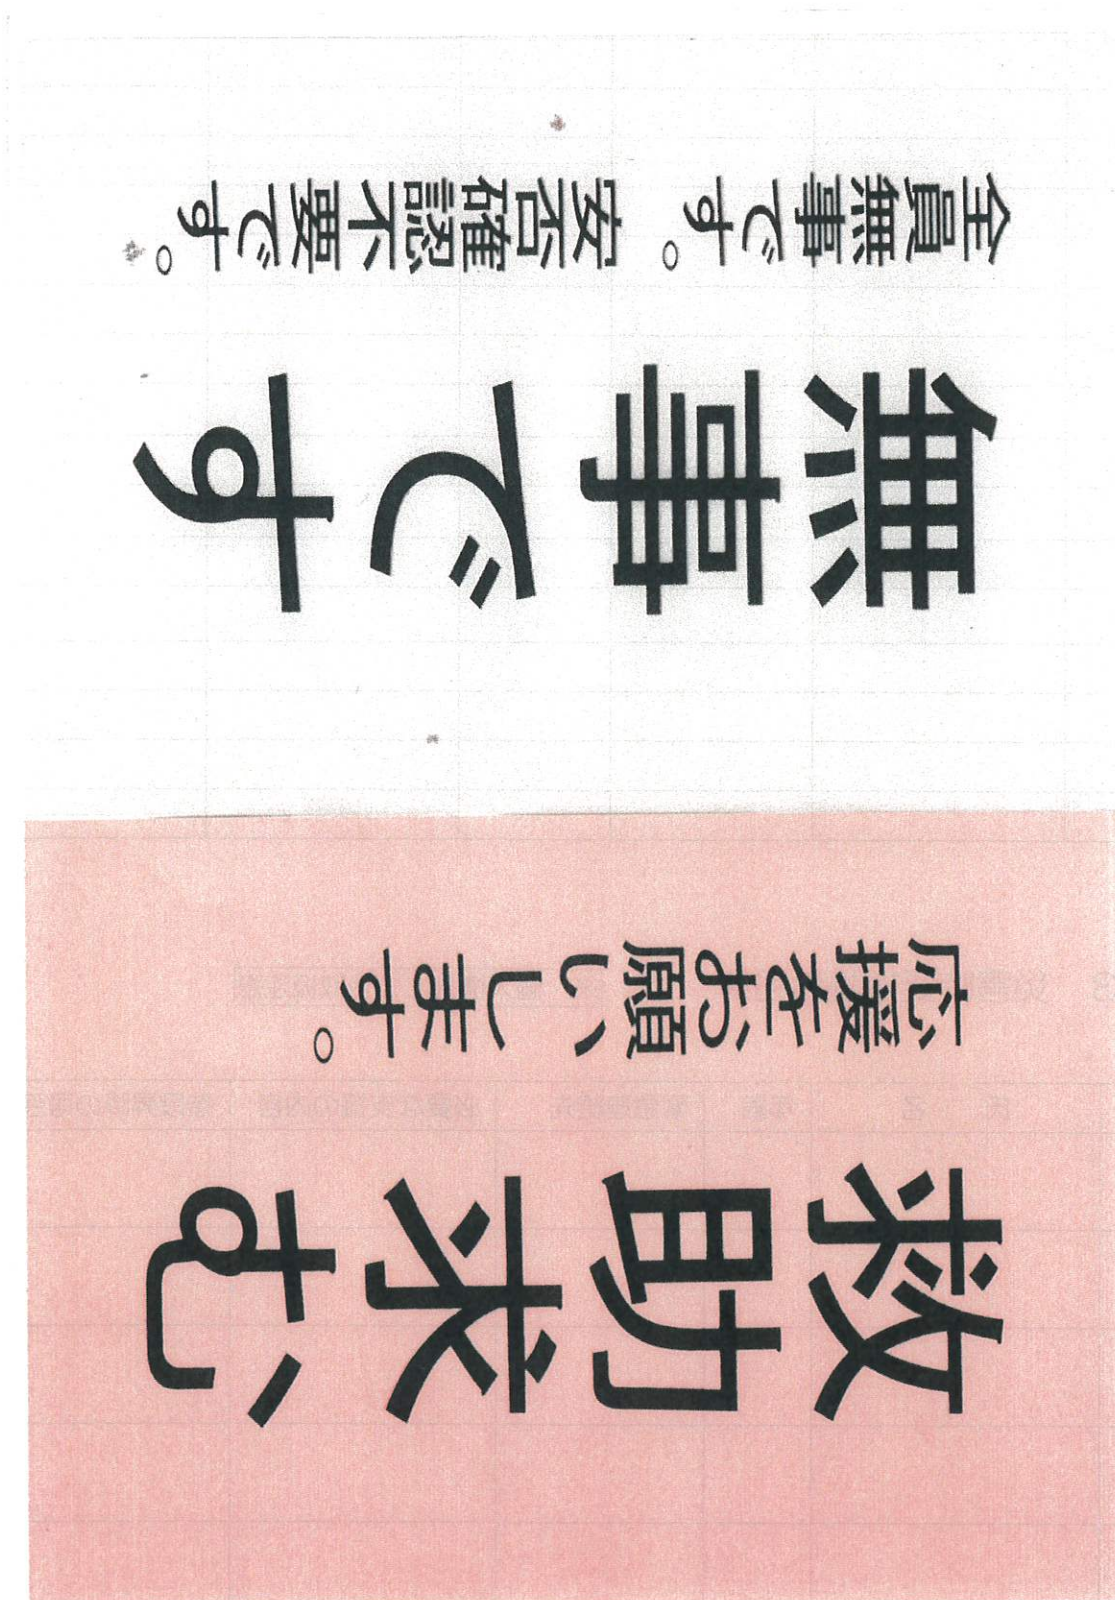 救助求む
応援をお願いします。
無事です
全員無事です。安否確認不要です。